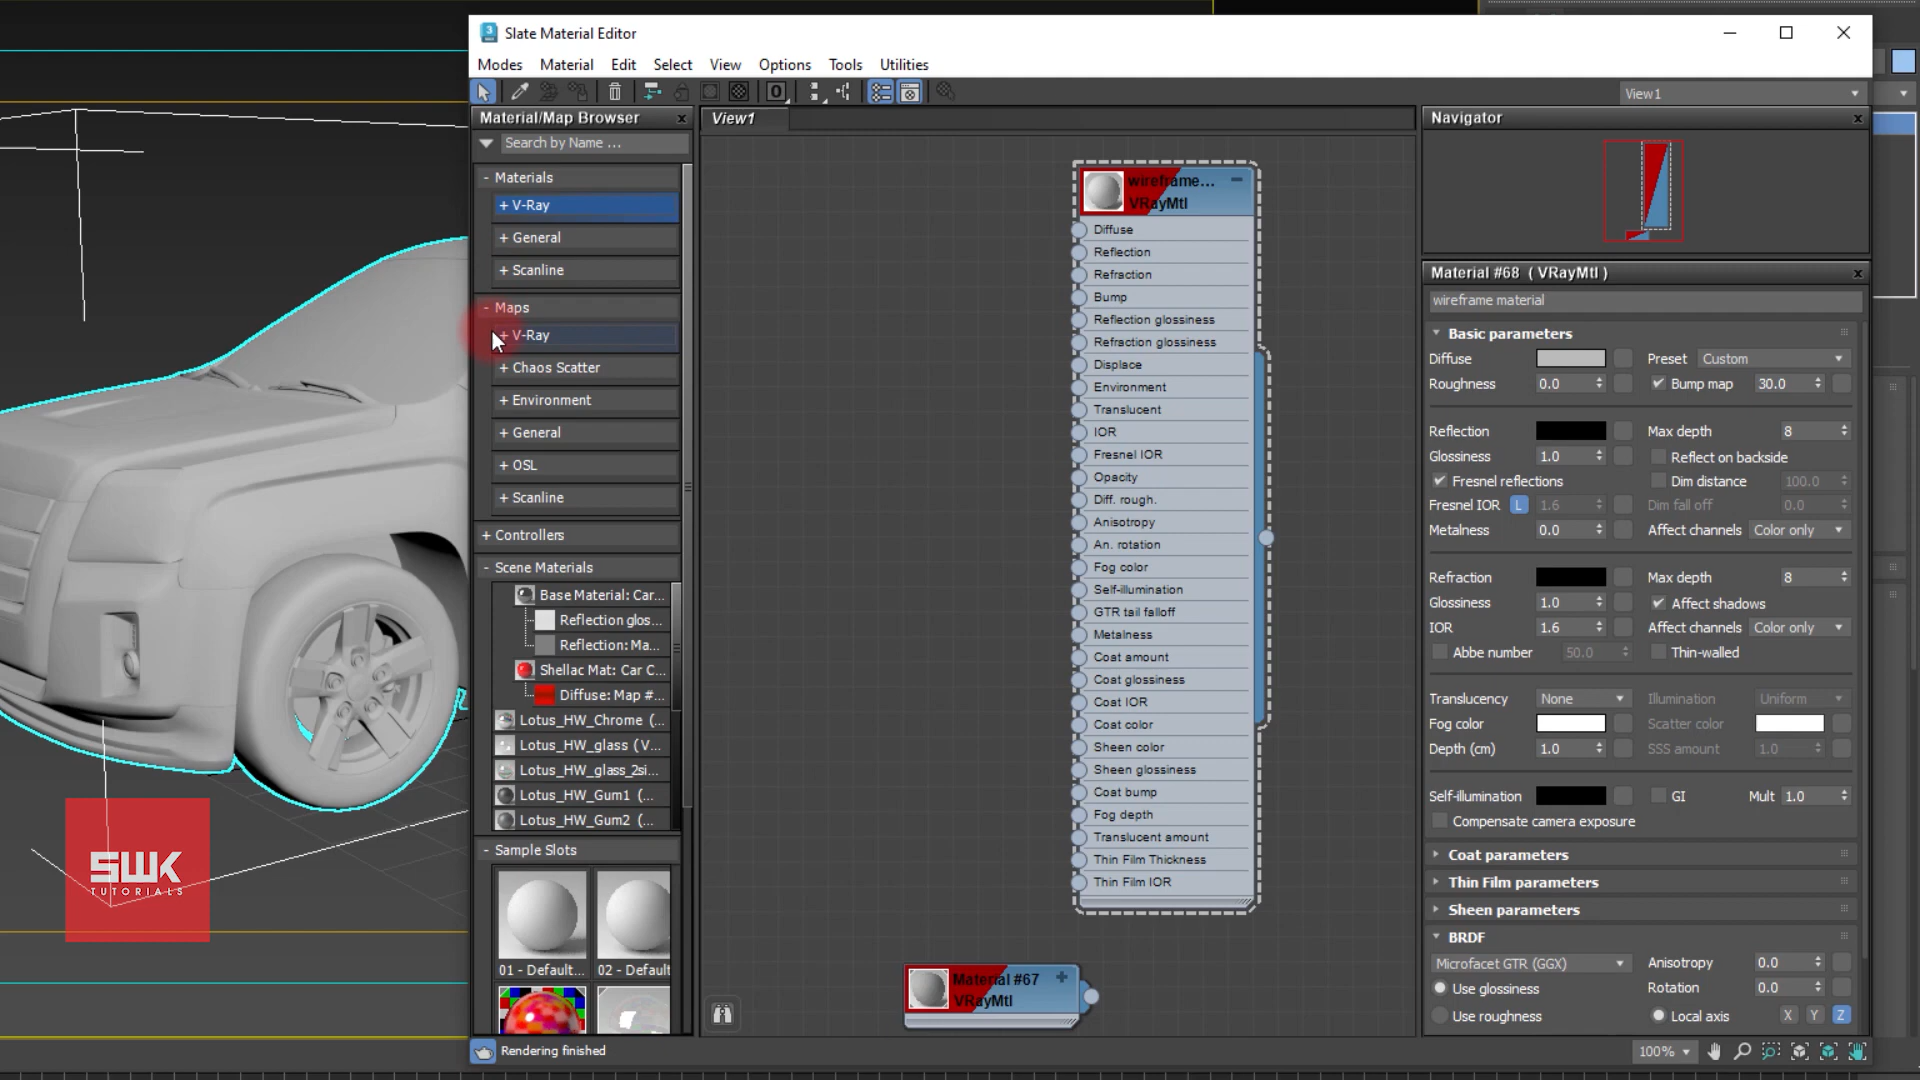 Slate Material Editor
Modes Material Edit Select View Options Tools Utilities
View1
Material/Map Browser
View1
Navigator
Search by Name ...
- Materials
+ V-Ray
+ General
+ Scanline
- Maps
+ V-Ray
+ Chaos Scatter
+ Environment
+ General
+ OSL
+ Scanline
+ Controllers
- Scene Materials
Base Material: Car...
Reflection glos...
Reflection: Ma...
Shellac Mat: Car C...
Diffuse: Map #...
Lotus_HW_Chrome (...
Lotus_HW_glass (V...
Lotus_HW_glass_2si...
Lotus_HW_Gum1 (...
Lotus_HW_Gum2 (...
- Sample Slots
01 - Default...
02 - Default
Rendering finished
wireframe...
VRayMtl
Diffuse
Reflection
Refraction
Bump
Reflection glossiness
Refraction glossiness
Displace
Environment
Translucent
IOR
Fresnel IOR
Opacity
Diff. rough.
Anisotropy
An. rotation
Fog color
Self-illumination
GTR tail falloff
Metalness
Coat amount
Coat glossiness
Coat IOR
Coat color
Sheen color
Sheen glossiness
Coat bump
Fog depth
Translucent amount
Thin Film Thickness
Thin Film IOR
Material #67
VRayMtl
Material #68 ( VRayMtl )
wireframe material
Basic parameters
Diffuse Preset Custom
Roughness 0.0 Bump map 30.0
Reflection Max depth 8
Glossiness 1.0 Reflect on backside
Fresnel reflections Dim distance 100.0
Fresnel IOR L 1.6 Dim fall off 0.0
Metalness 0.0 Affect channels Color only
Refraction Max depth 8
Glossiness 1.0 Affect shadows
IOR 1.6 Affect channels Color only
Abbe number 50.0 Thin-walled
Translucency None Illumination Uniform
Fog color Scatter color
Depth (cm) 1.0 SSS amount 1.0
Self-illumination GI Mult 1.0
Compensate camera exposure
Coat parameters
Thin Film parameters
Sheen parameters
BRDF
Microfacet GTR (GGX) Anisotropy 0.0
Use glossiness Rotation 0.0
Use roughness Local axis X Y Z
100%
SWK
TUTORIALS